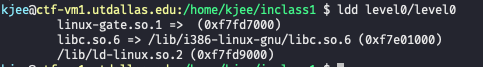 kjee@ctf-vm1.utdallas.edu:/home/kjee/inclass1 $ ldd level0/level0
linux-gate.so.1 => (0xf7fd7000)
libc.so.6 => /lib/i386-linux-gnu/libc.so.6 (0xf7e01000)
/lib/ld-linux.so.2 (0xf7fd9000)